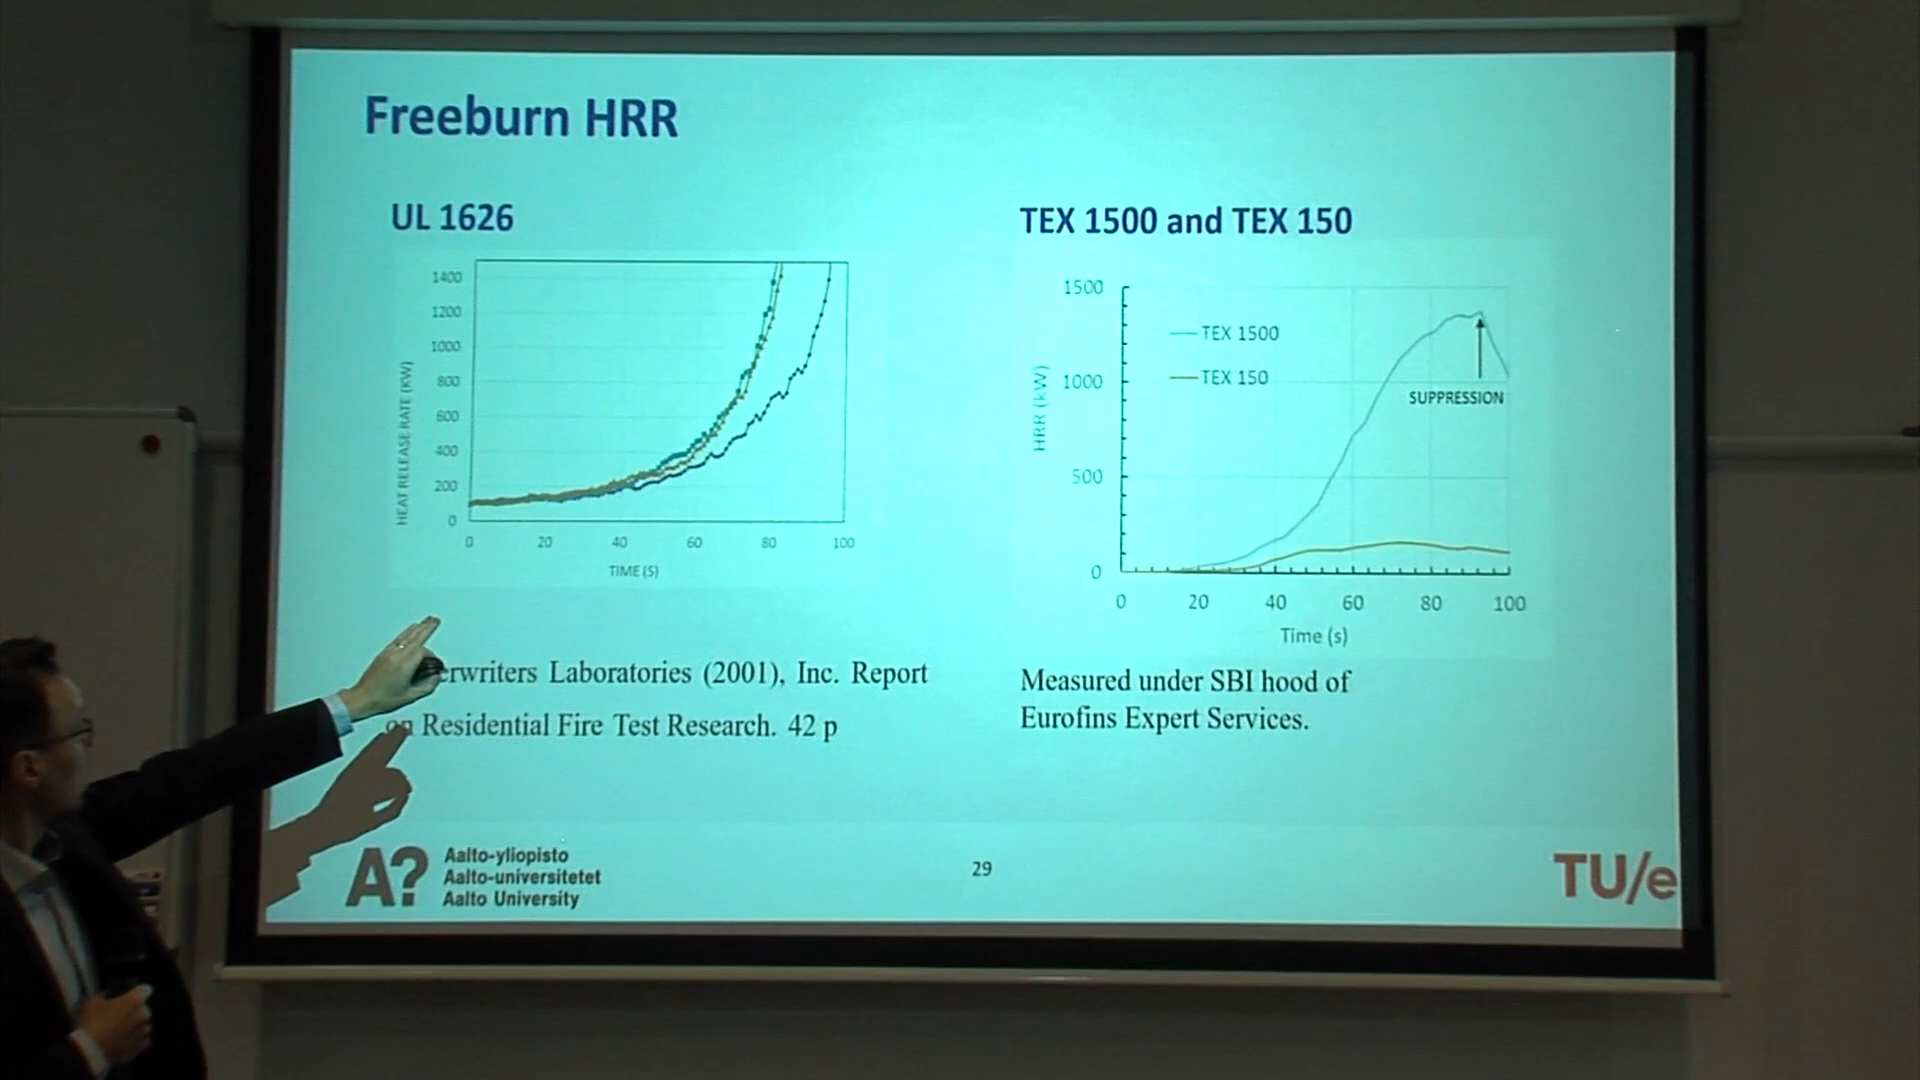 Freeburn HRR
UL 1626
1400
1200
1000
800
600
400
200
0
HEAT RELEASE RATE (KW)
0 20 40 60 80 100
TIME (S)
erwriters Laboratories (2001), Inc. Report
on Residential Fire Test Research. 42 p
TEX 1500 and TEX 150
1500
1000
500
0
HRR (kW)
TEX 1500
TEX 150
SUPPRESSION
0 20 40 60 80 100
Time (s)
Measured under SBI hood of
Eurofins Expert Services.
A?
Aalto-yliopisto
Aalto-universitetet
Aalto University
29
TU/e